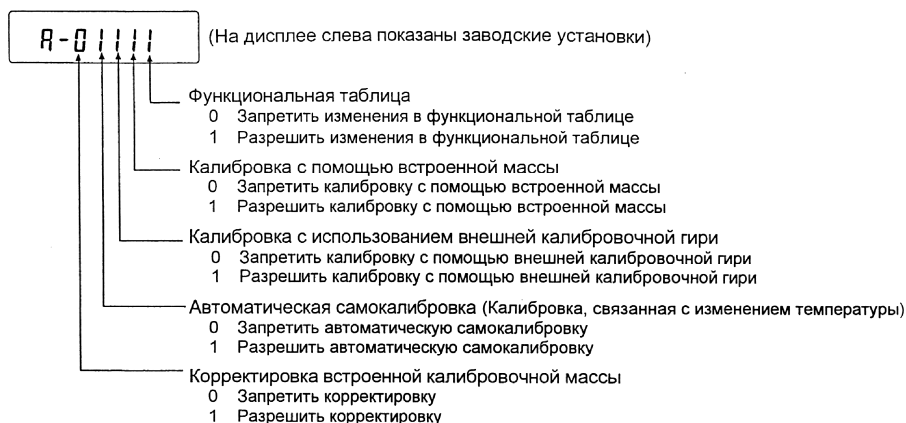 A-01111
(На дисплее слева показаны заводские установки)
Функциональная таблица
0 Запретить изменения в функциональной таблице
1 Разрешить изменения в функциональной таблице
Калибровка с помощью встроенной массы
0 Запретить калибровку с помощью встроенной массы
1 Разрешить калибровку с помощью встроенной массы
Калибровка с использованием внешней калибровочной гири
0 Запретить калибровку с помощью внешней калибровочной гири
1 Разрешить калибровку с помощью внешней калибровочной гири
Автоматическая самокалибровка (Калибровка, связанная с изменением температуры)
0 Запретить автоматическую самокалибровку
1 Разрешить автоматическую самокалибровку
Корректировка встроенной калибровочной массы
0 Запретить корректировку
1 Разрешить корректировку